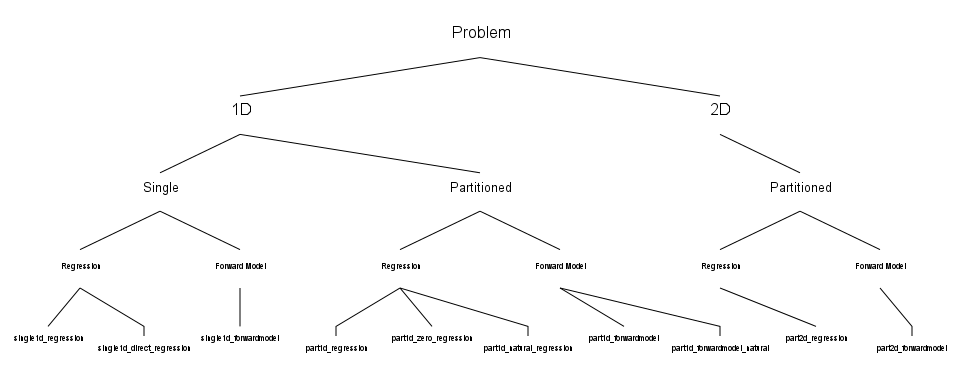 Problem
1D
2D
Single
Partitioned
Partitioned
Regression
Forward Model
Regression
Forward Model
Regression
Forward Model
single1d_regression
single1d_direct_regression
single1d_forwardmodel
part1d_regression
part1d_zero_regression
part1d_natural_regression
part1d_forwardmodel
part1d_forwardmodel_natural
part2d_regression
part2d_forwardmodel